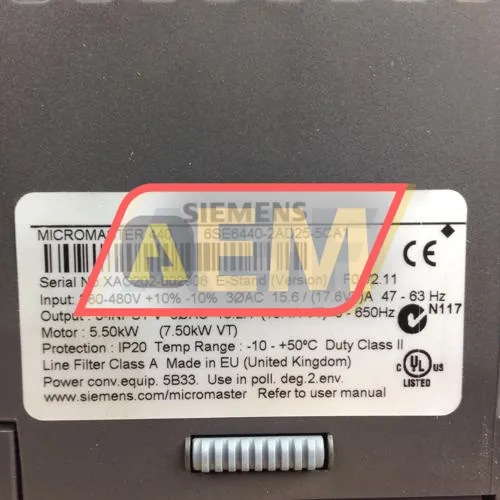 SIEMENS
MICROMASTER 440 6SE6440-2AD25-5CA1
AEM
Serial No. E-Stand (Version) 2.11
Input: 380-480V +10% -10% 3ØAC 15.6 / (17.6VT)A 47 - 63 Hz
Output : 650Hz
N117
Motor : 5.50kW (7.50kW VT)
Protection : IP20 Temp Range : -10 - +50ºC Duty Class II
Line Filter Class A Made in EU (United Kingdom)
Power conv.equip. 5B33. Use in poll. deg.2.env.
www.siemens.com/micromaster Refer to user manual
CE
C UL US
LISTED